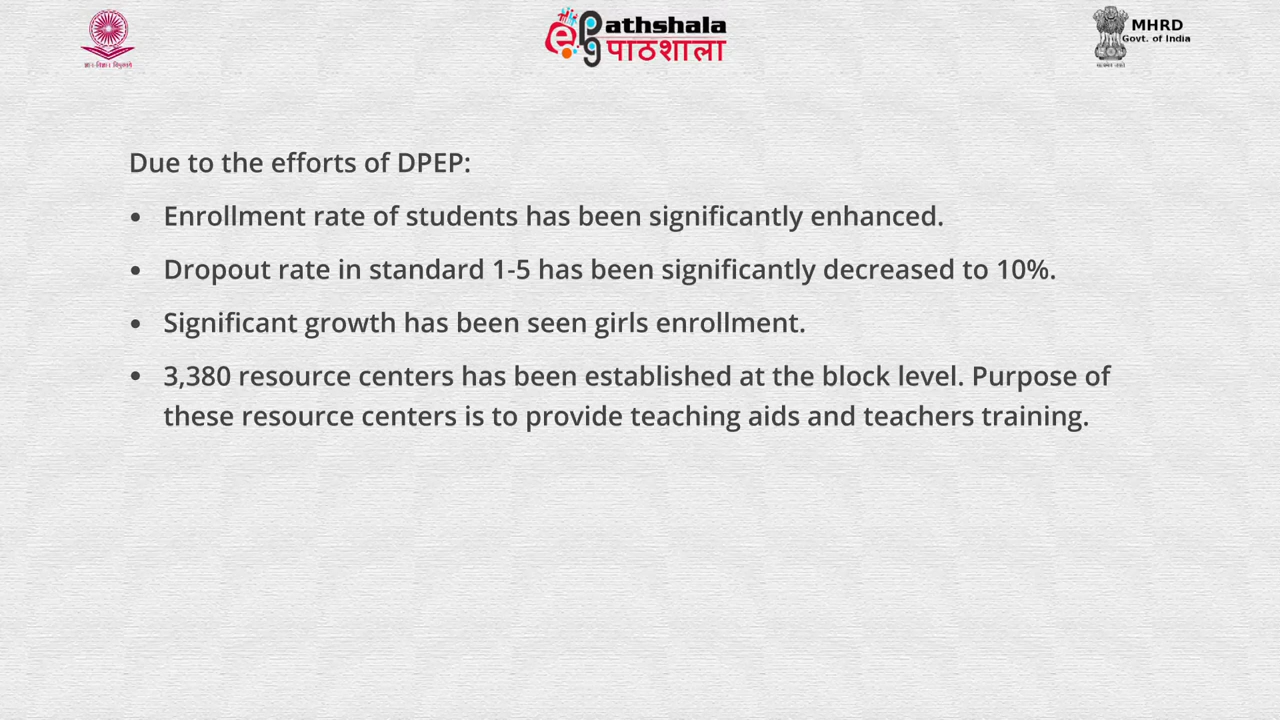 ePathshala
पाठशाला
MHRD
Govt. of India
Due to the efforts of DPEP:
• Enrollment rate of students has been significantly enhanced.
• Dropout rate in standard 1-5 has been significantly decreased to 10%.
• Significant growth has been seen girls enrollment.
• 3,380 resource centers has been established at the block level. Purpose of
these resource centers is to provide teaching aids and teachers training.